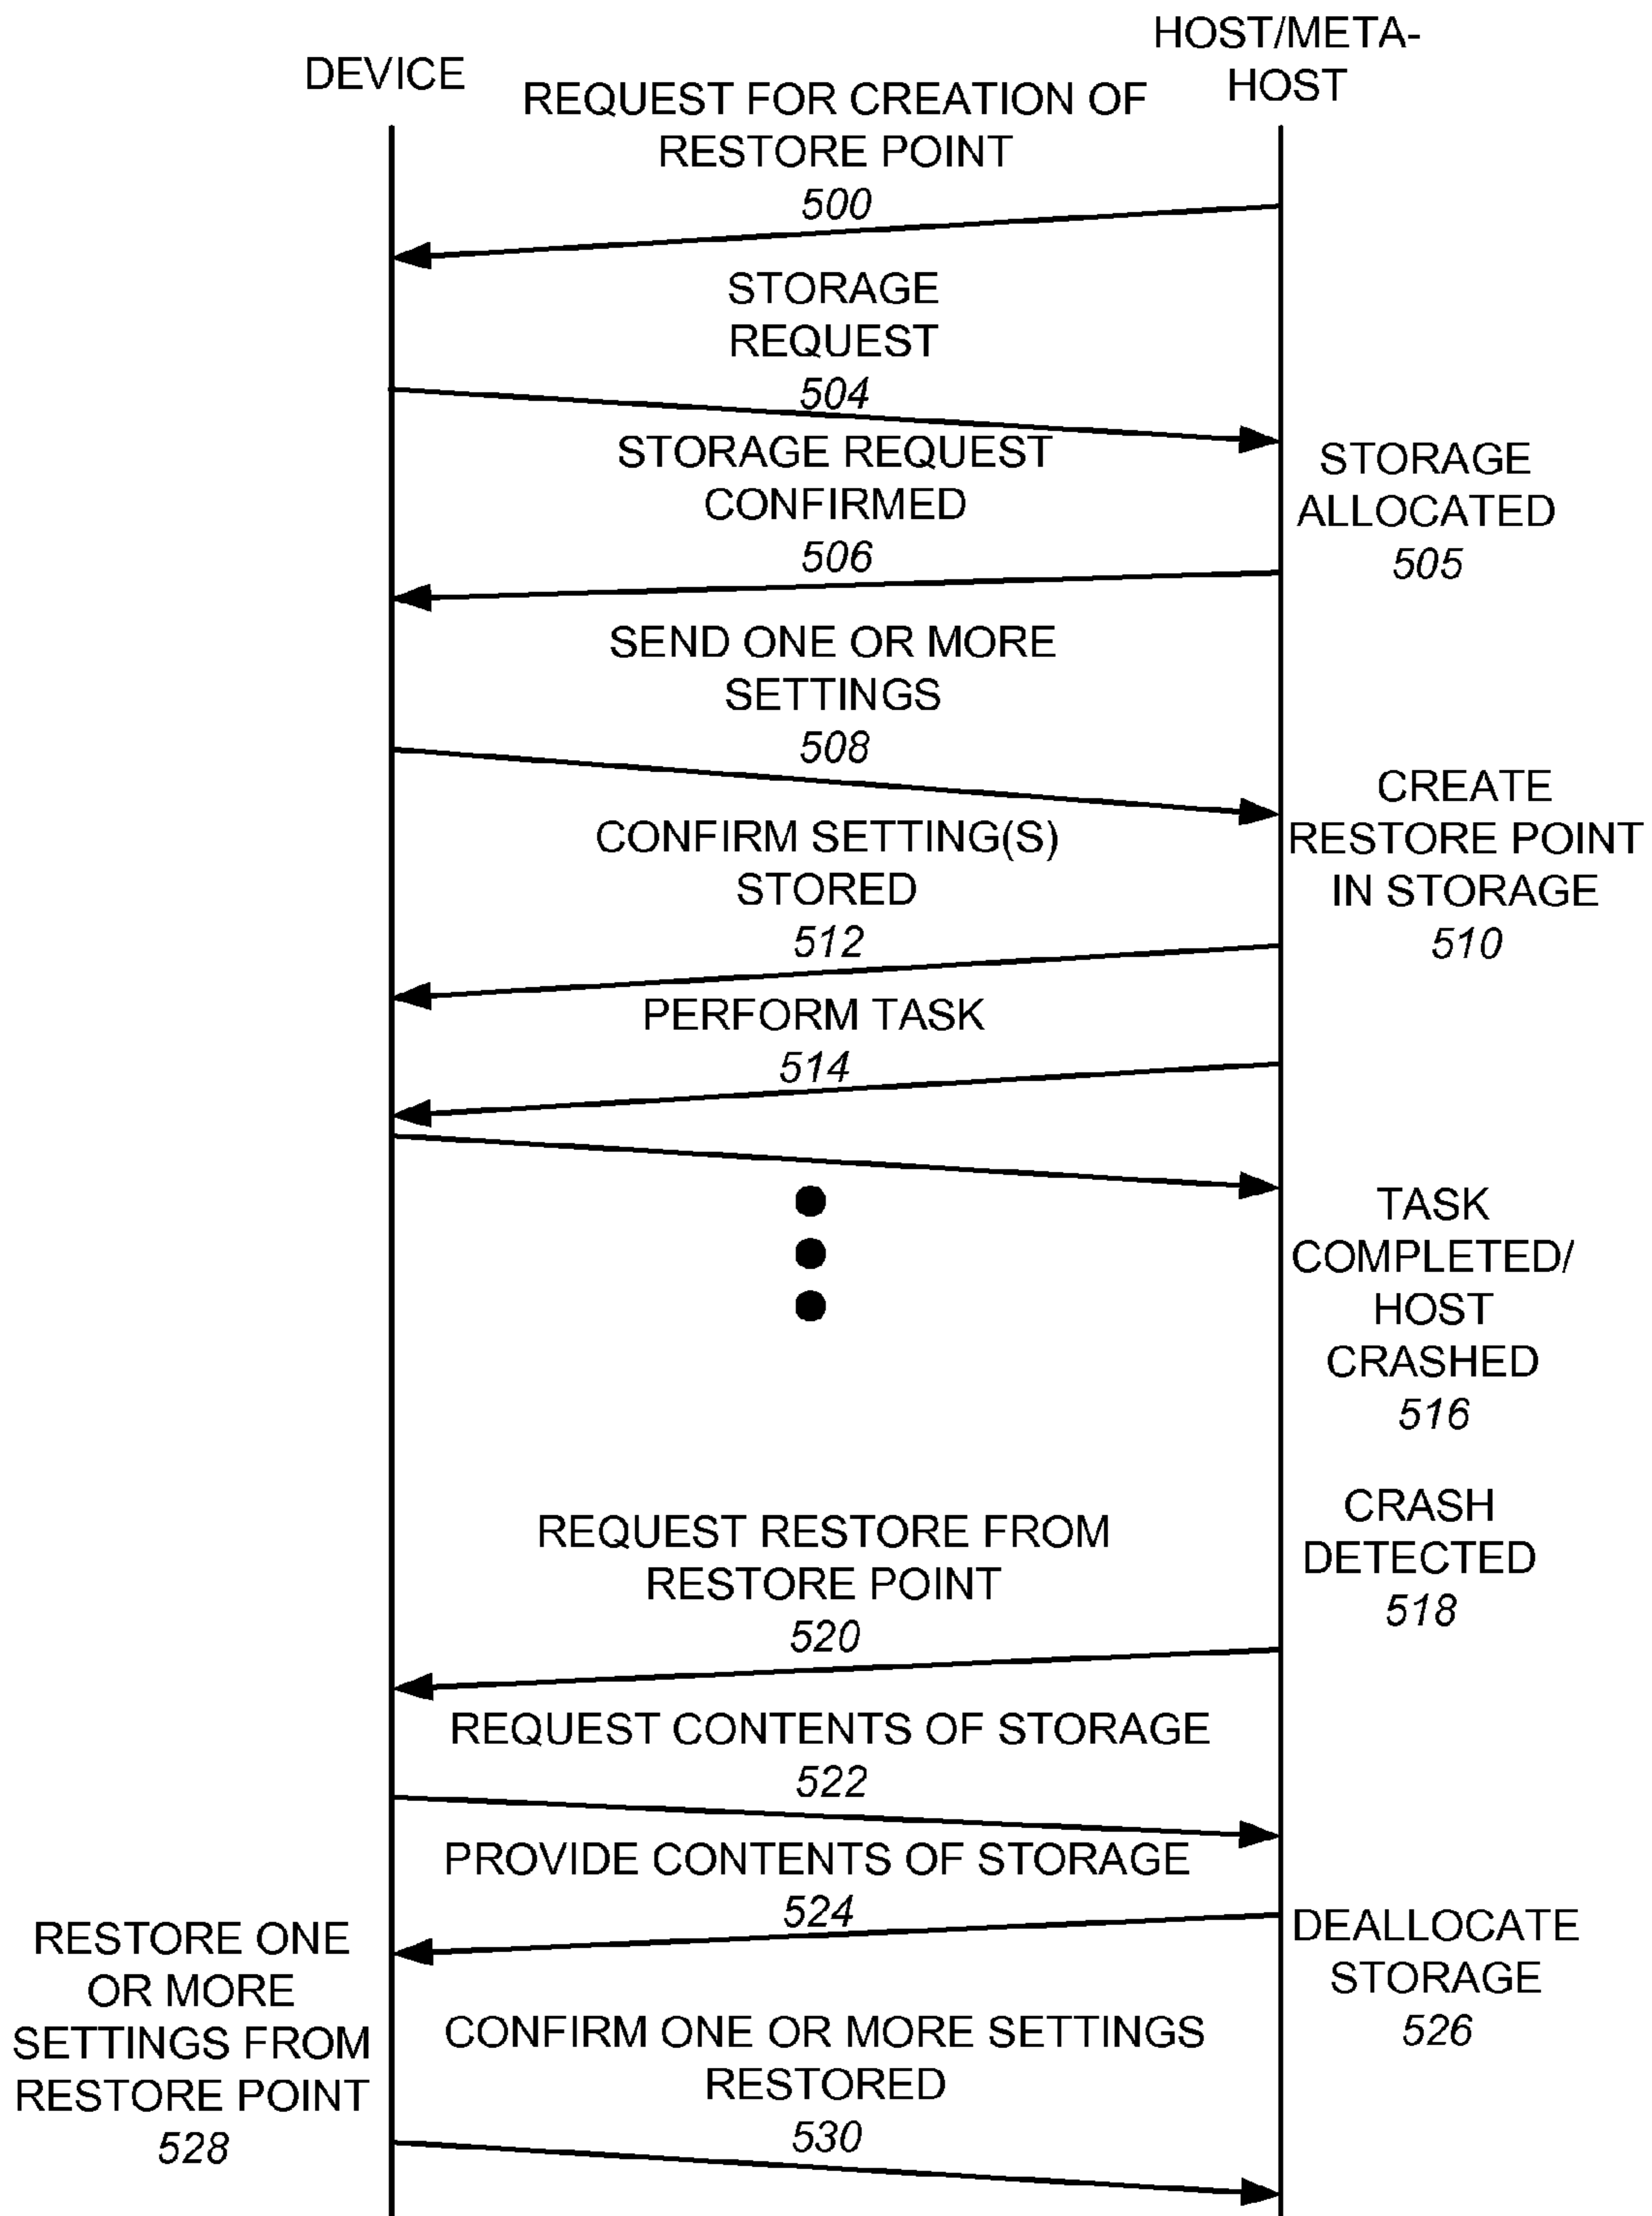 DEVICE
HOST/META-
HOST
REQUEST FOR CREATION OF
RESTORE POINT
500
STORAGE
REQUEST
504
STORAGE REQUEST
CONFIRMED
506
STORAGE
ALLOCATED
505
SEND ONE OR MORE
SETTINGS
508
CREATE
RESTORE POINT
IN STORAGE
510
CONFIRM SETTING(S)
STORED
512
PERFORM TASK
514
TASK
COMPLETED/
HOST
CRASHED
516
CRASH
DETECTED
518
REQUEST RESTORE FROM
RESTORE POINT
520
REQUEST CONTENTS OF STORAGE
522
PROVIDE CONTENTS OF STORAGE
524
DEALLOCATE
STORAGE
526
RESTORE ONE
OR MORE
SETTINGS FROM
RESTORE POINT
528
CONFIRM ONE OR MORE SETTINGS
RESTORED
530